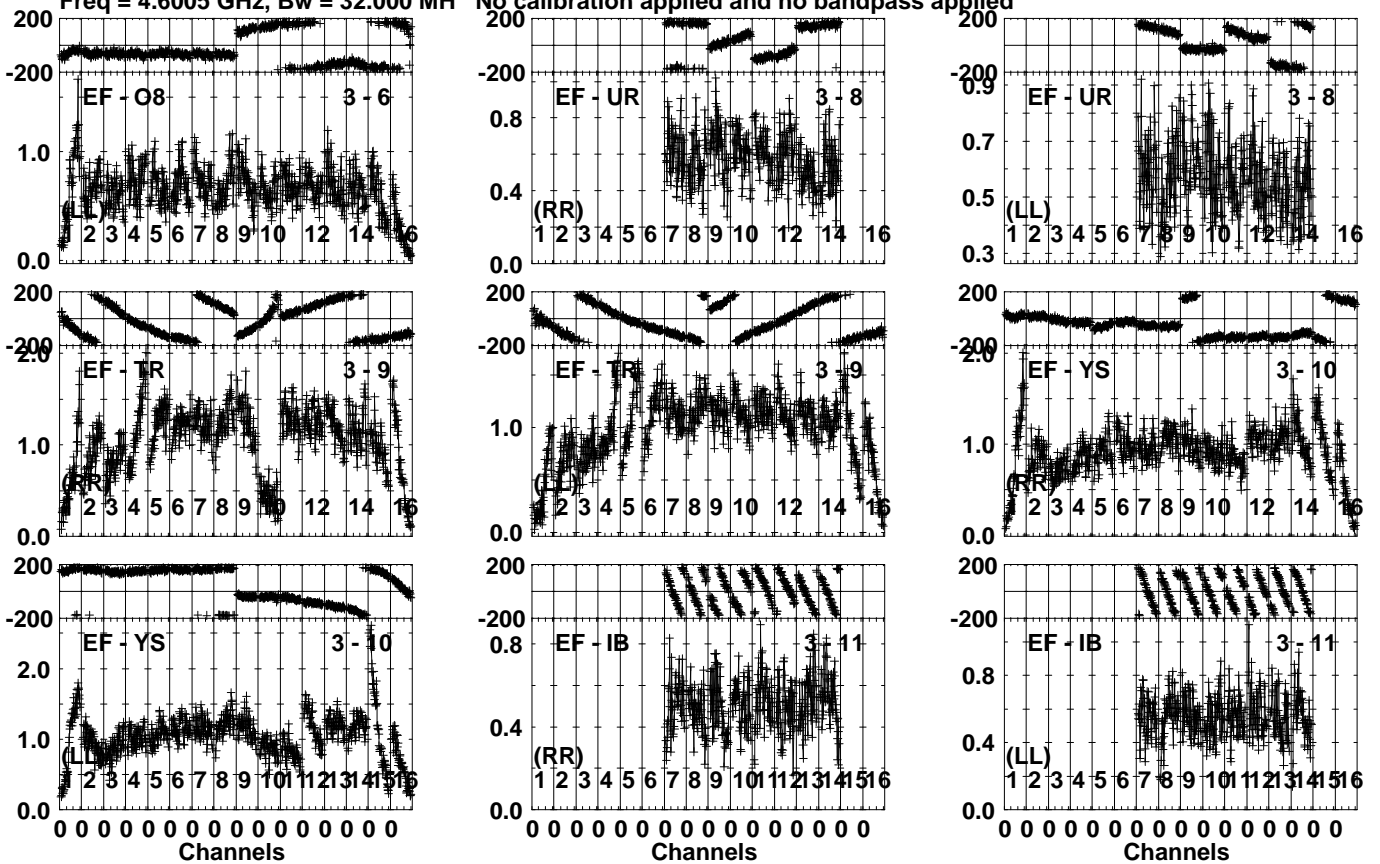 Freq = 4.6005 GHz, Bw = 32.000 MH No calibration applied and no bandpass applied
200
-200
EF - O8 3 - 6
1.0
0.0
(LL)
1 2 3 4 5 6 7 8 9 10 12 14 16
200
-200
EF - UR 3 - 8
0.8
0.4
0.0
(RR)
1 2 3 4 5 6 7 8 9 10 12 14 16
200
-200
EF - UR 3 - 8
0.9
0.7
0.5
0.3
(LL)
1 2 3 4 5 6 7 8 9 10 12 14 16
200
-200
EF - TR 3 - 9
2.0
1.0
0.0
(RR)
1 2 3 4 5 6 7 8 9 10 12 14 16
200
-200
EF - TR 3 - 9
1.0
0.0
(LL)
1 2 3 4 5 6 7 8 9 10 12 14 16
200
-200
EF - YS 3 - 10
2.0
1.0
0.0
(RR)
1 2 3 4 5 6 7 8 9 10 12 14 16
200
-200
EF - YS 3 - 10
2.0
1.0
0.0
(LL)
1 2 3 4 5 6 7 8 9 10 11 12 13 14 15 16
200
-200
EF - IB 3 - 11
0.8
0.4
0.0
(RR)
1 2 3 4 5 6 7 8 9 10 11 12 13 14 15 16
200
-200
EF - IB 3 - 11
0.8
0.4
0.0
(LL)
1 2 3 4 5 6 7 8 9 10 11 12 13 14 15 16
0 0 0 0 0 0 0 0 0 0 0 0 0 0 0 0
0 0 0 0 0 0 0 0 0 0 0 0 0 0 0 0
0 0 0 0 0 0 0 0 0 0 0 0 0 0 0 0
Channels
Channels
Channels